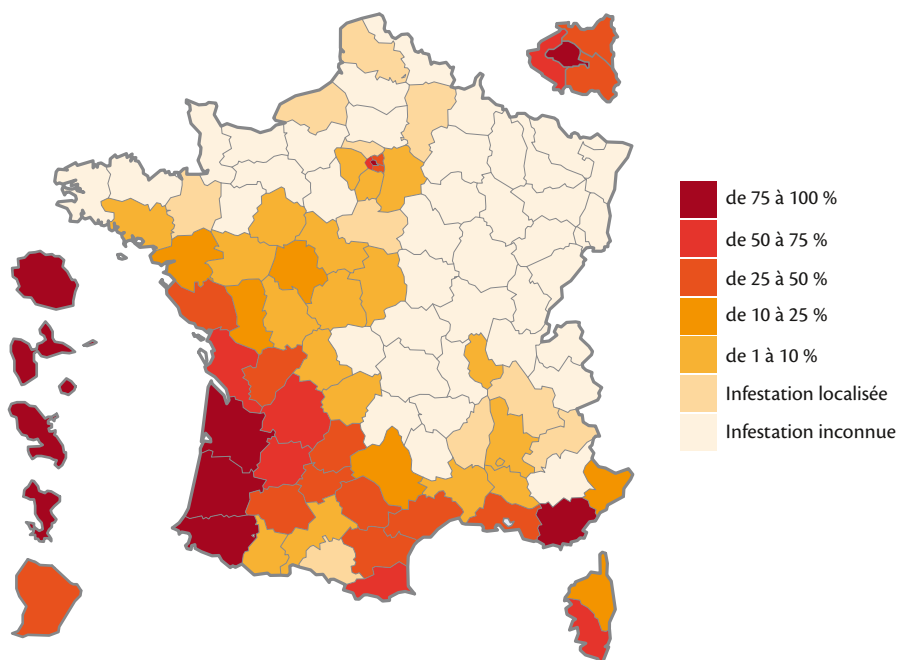 de 75 à 100 %
de 50 à 75 %
de 25 à 50 %
de 10 à 25 %
de 1 à 10 %
Infestation localisée
Infestation inconnue